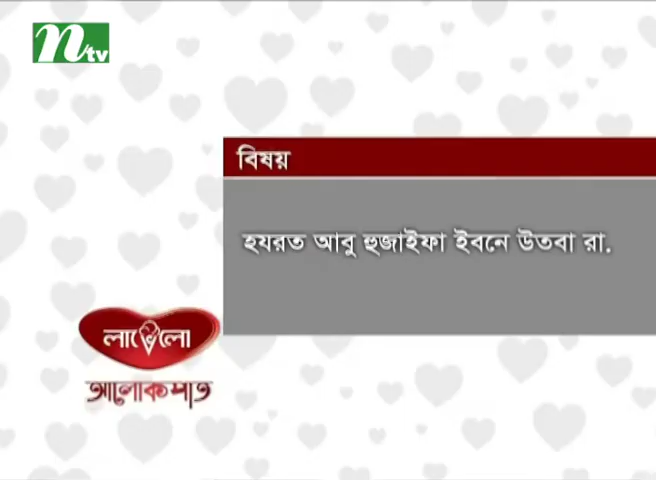 ntv
বিষয়
হযরত আবু হুজাইফা ইবনে উতবা রা.
লাভেলো
আলোকপাত